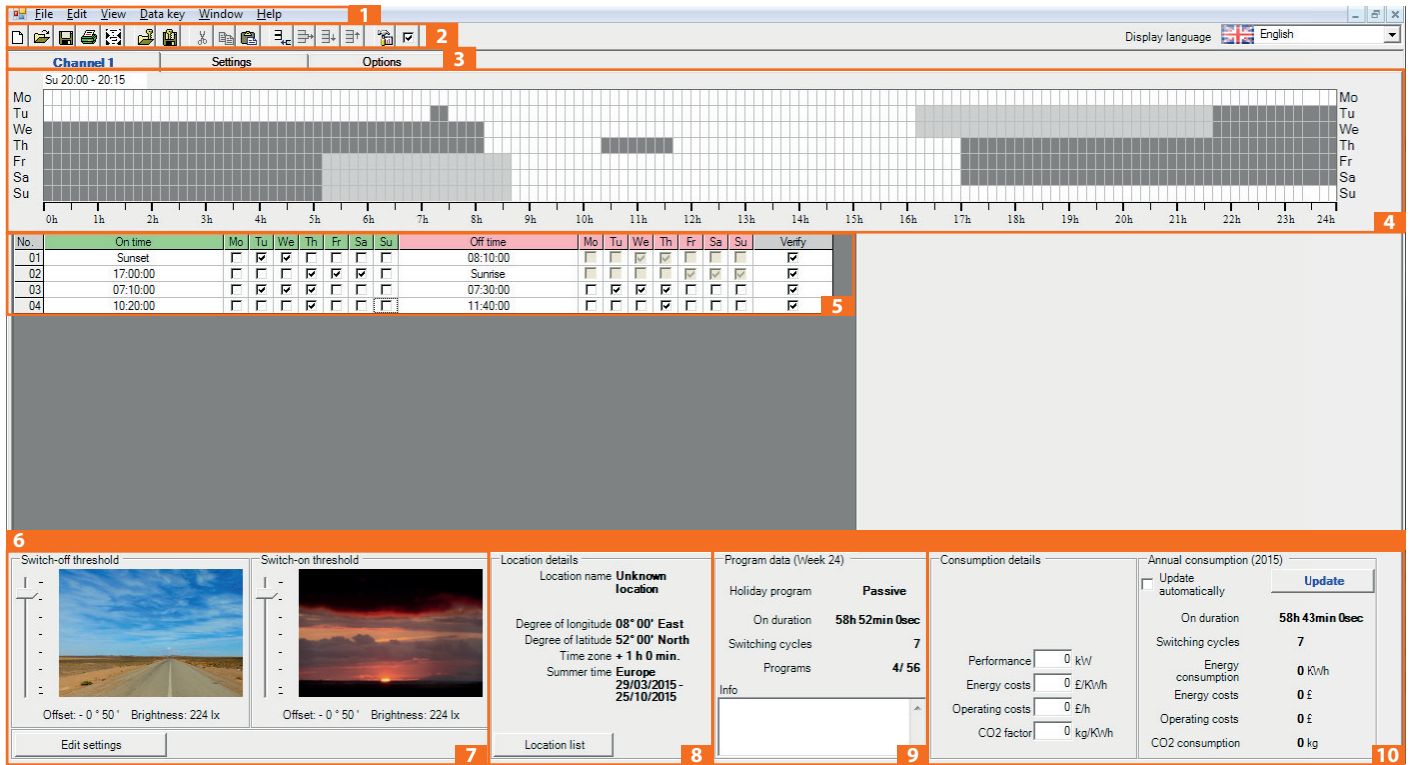 File Edit View Data key Window Help 1
2 Display language English
Channel 1 Settings Options 3
Su 20:00 - 20:15
Mo Mo
Tu Tu
We We
Th Th
Fr Fr
Sa Sa
Su Su
0h 1h 2h 3h 4h 5h 6h 7h 8h 9h 10h 11h 12h 13h 14h 15h 16h 17h 18h 19h 20h 21h 22h 23h 24h
4
No. On time Mo Tu We Th Fr Sa Su Off time Mo Tu We Th Fr Sa Su Verify
01 Sunset 08:10:00
02 17:00:00 Sunrise
03 07:10:00 07:30:00
04 10:20:00 11:40:00
5
6
Switch-off threshold
Offset: - 0 ° 50 ' Brightness: 224 lx
Switch-on threshold
Offset: - 0 ° 50 ' Brightness: 224 lx
Edit settings
7
Location details
Location name Unknown
location
Degree of longitude 08° 00' East
Degree of latitude 52° 00' North
Time zone + 1 h 0 min.
Summer time Europe
29/03/2015 -
25/10/2015
Location list
8
Program data (Week 24)
Holiday program Passive
On duration 58h 52min 0sec
Switching cycles 7
Programs 4/ 56
Info
9
Consumption details
Performance 0 kW
Energy costs 0 £/KWh
Operating costs 0 £/h
CO2 factor 0 kg/KWh
Annual consumption (2015)
Update
automatically
Update
On duration 58h 43min 0sec
Switching cycles 7
Energy
consumption 0 KWh
Energy costs 0 £
Operating costs 0 £
CO2 consumption 0 kg
10